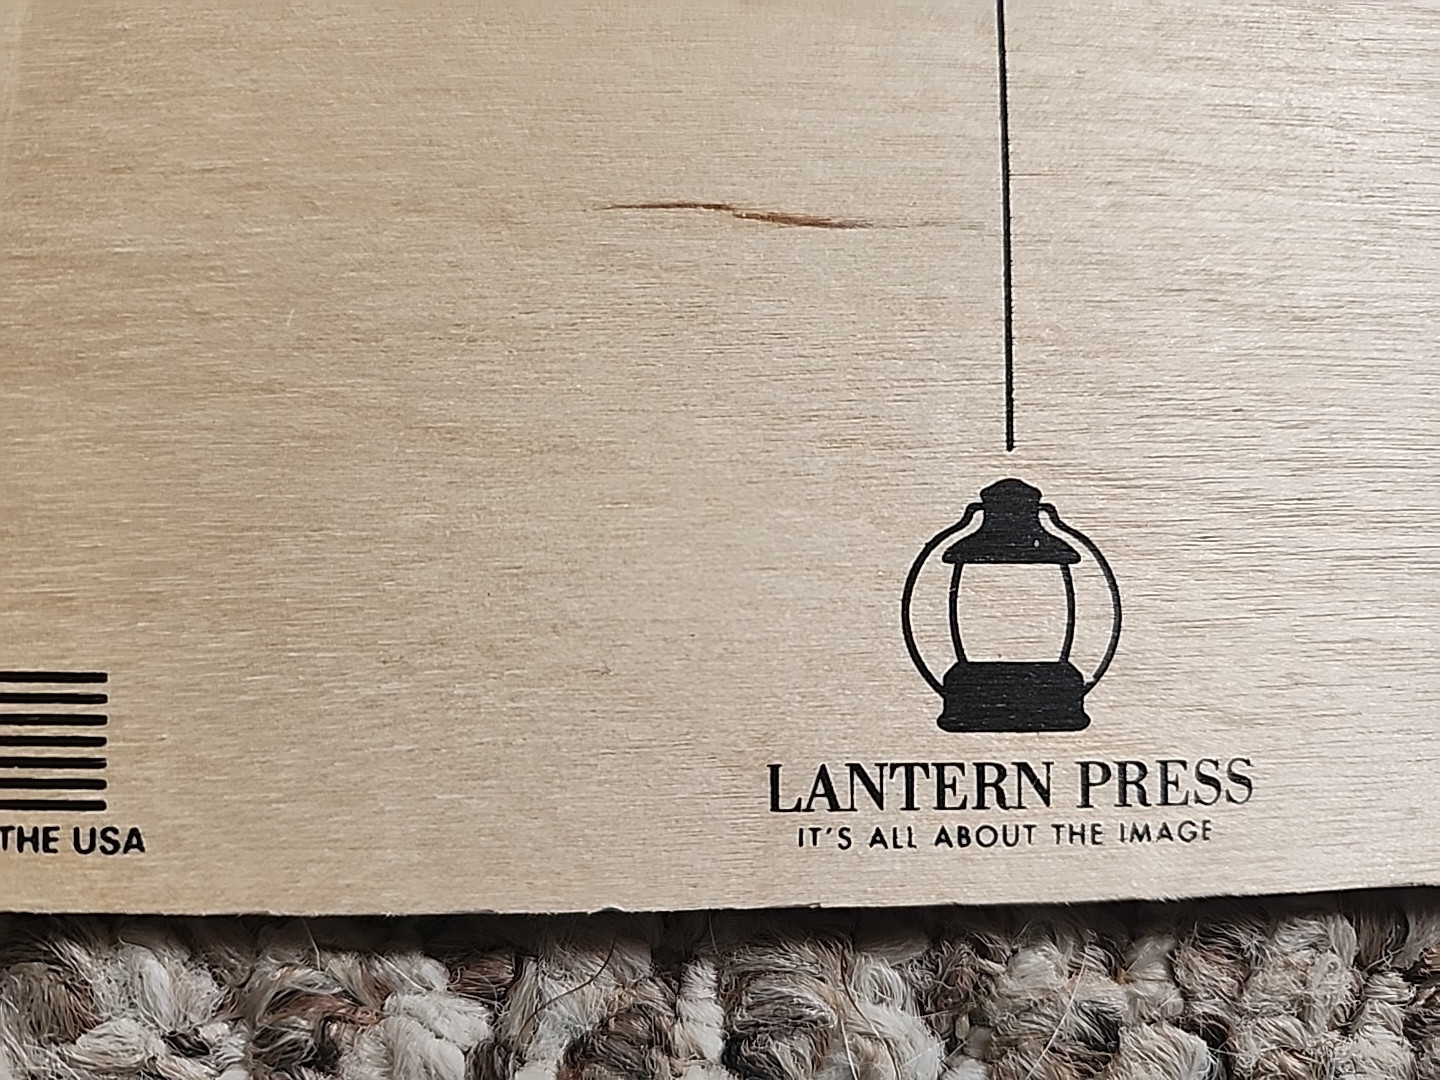 THE USA
LANTERN PRESS
IT'S ALL ABOUT THE IMAGE